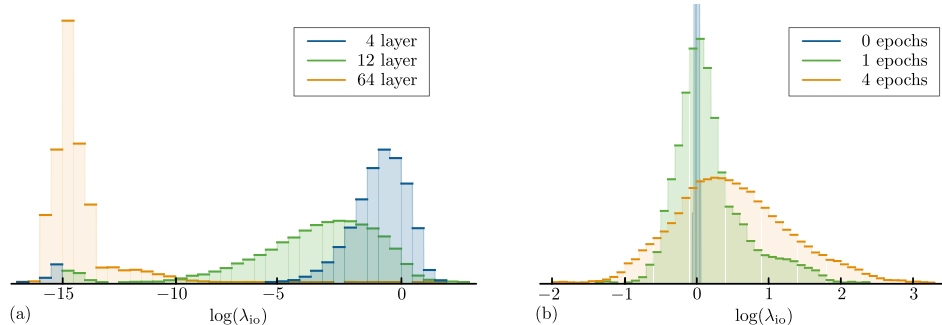 4 layer
12 layer
64 layer
−15 −10 −5 0
log(λio)
(a)
0 epochs
1 epochs
4 epochs
−2 −1 0 1 2 3
log(λio)
(b)